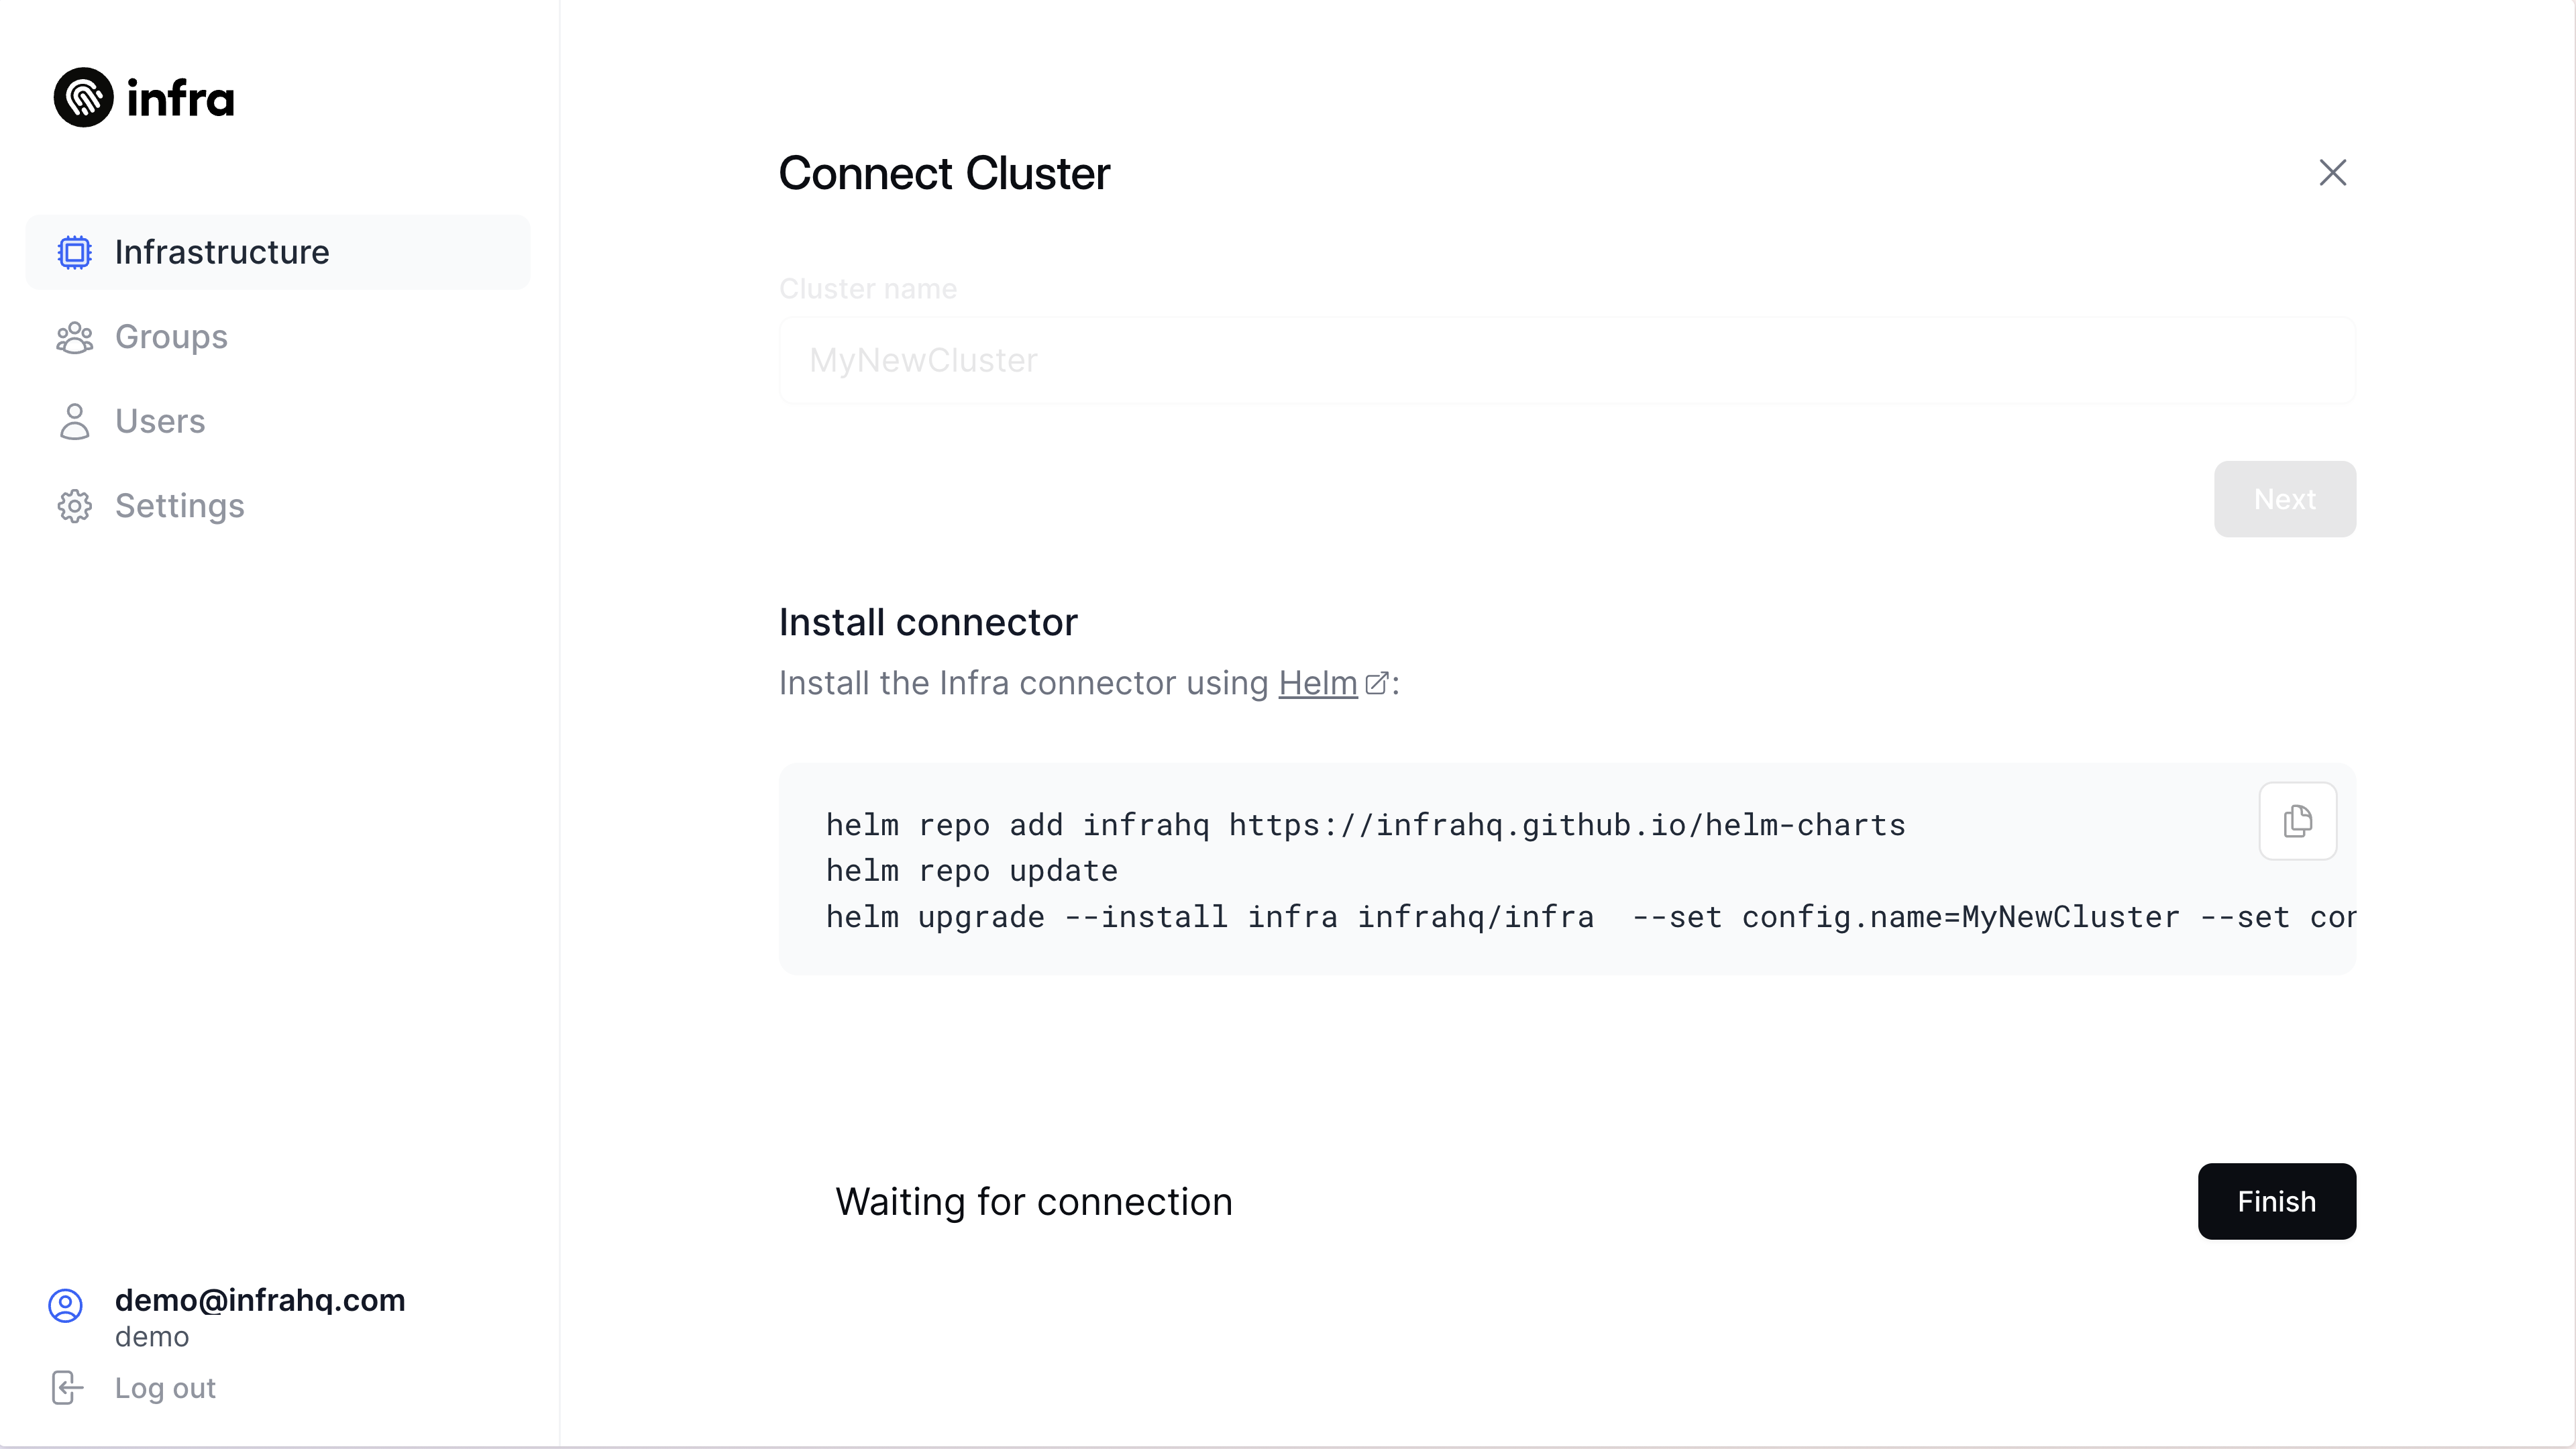 infra
Infrastructure
Groups
Users
Settings
demo@infrahq.com
demo
Log out
Connect Cluster
Cluster name
MyNewCluster
Next
Install connector
Install the Infra connector using Helm:
helm repo add infrahq https://infrahq.github.io/helm-charts
helm repo update
helm upgrade --install infra infrahq/infra  --set config.name=MyNewCluster --set
Waiting for connection
Finish